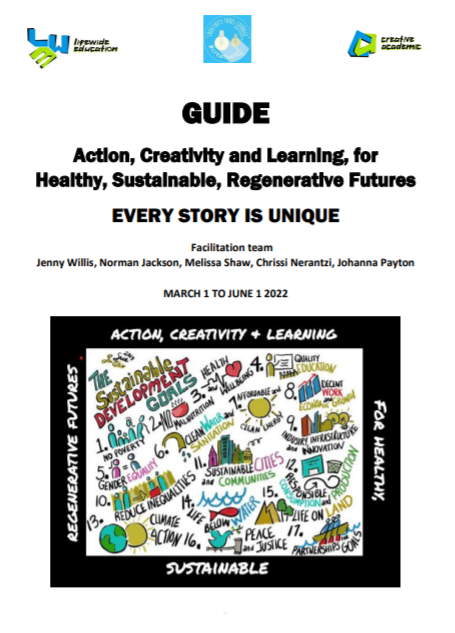 lifewide
education
creative
academic
GUIDE
Action, Creativity and Learning, for
Healthy, Sustainable, Regenerative Futures
EVERY STORY IS UNIQUE
Facilitation team
Jenny Willis, Norman Jackson, Melissa Shaw, Chrissi Nerantzi, Johanna Payton
MARCH 1 TO JUNE 1 2022
ACTION, CREATIVITY & LEARNING
REGENERATIVE FUTURES
FOR HEALTHY,
THE
Sustainable
DEVELOPMENT
GOALS
1.
NO POVERTY
2. NO
MALNUTRITION
3.
HEALTH
and
WELLBEING
4.
QUALITY
EDUCATION
5.
GENDER EQUALITY
6.
CLEAN WATER and
SANITATION
7.
AFFORDABLE and
CLEAN ENERGY
8.
DECENT
WORK
and
ECONOMIC GROWTH
9.
INDUSTRY INFRASTRUCTURE
and INNOVATION
10.
REDUCE INEQUALITIES
11.
SUSTAINABLE CITIES
and COMMUNITIES
12.
RESPONSIBLE
CONSUMPTION and
PRODUCTION
13.
CLIMATE
ACTION
14.
LIFE
BELOW WATER
15.
LIFE ON LAND
16.
PEACE
and JUSTICE
17.
PARTNERSHIPS
GOALS
SUSTAINABLE